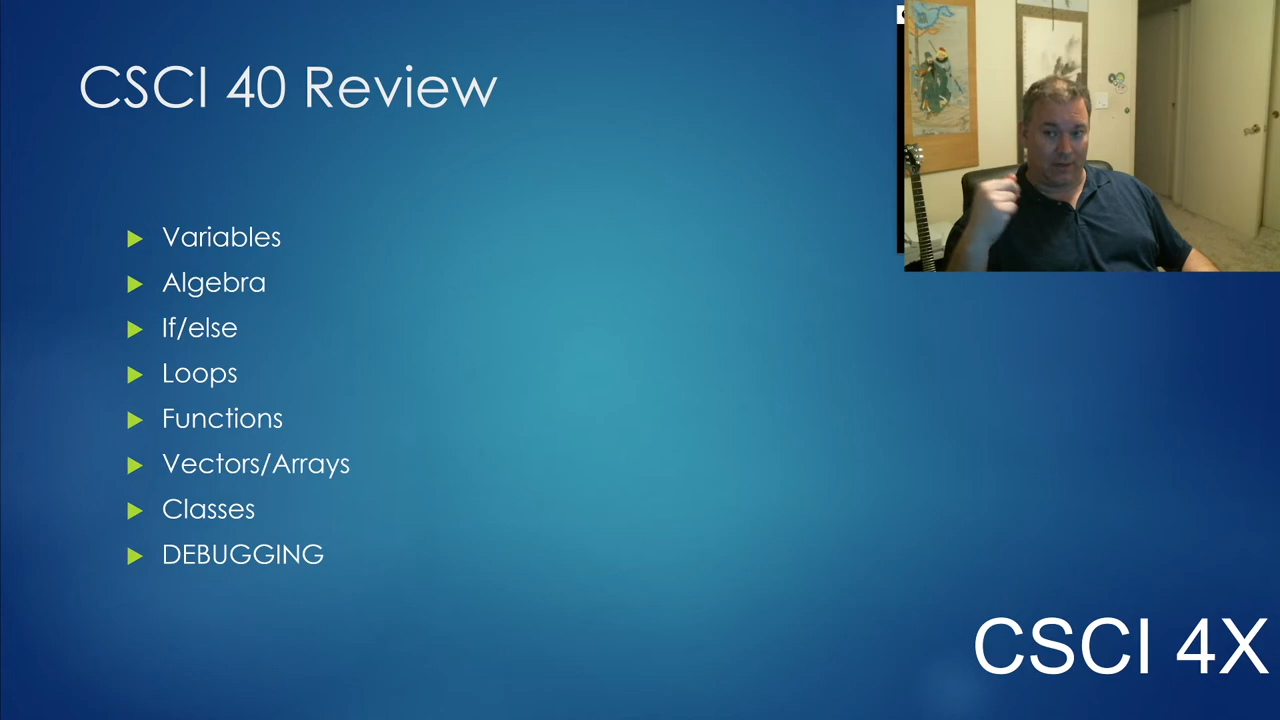 CSCI 40 Review
Variables
Algebra
If/else
Loops
Functions
Vectors/Arrays
Classes
DEBUGGING
CSCI 4X